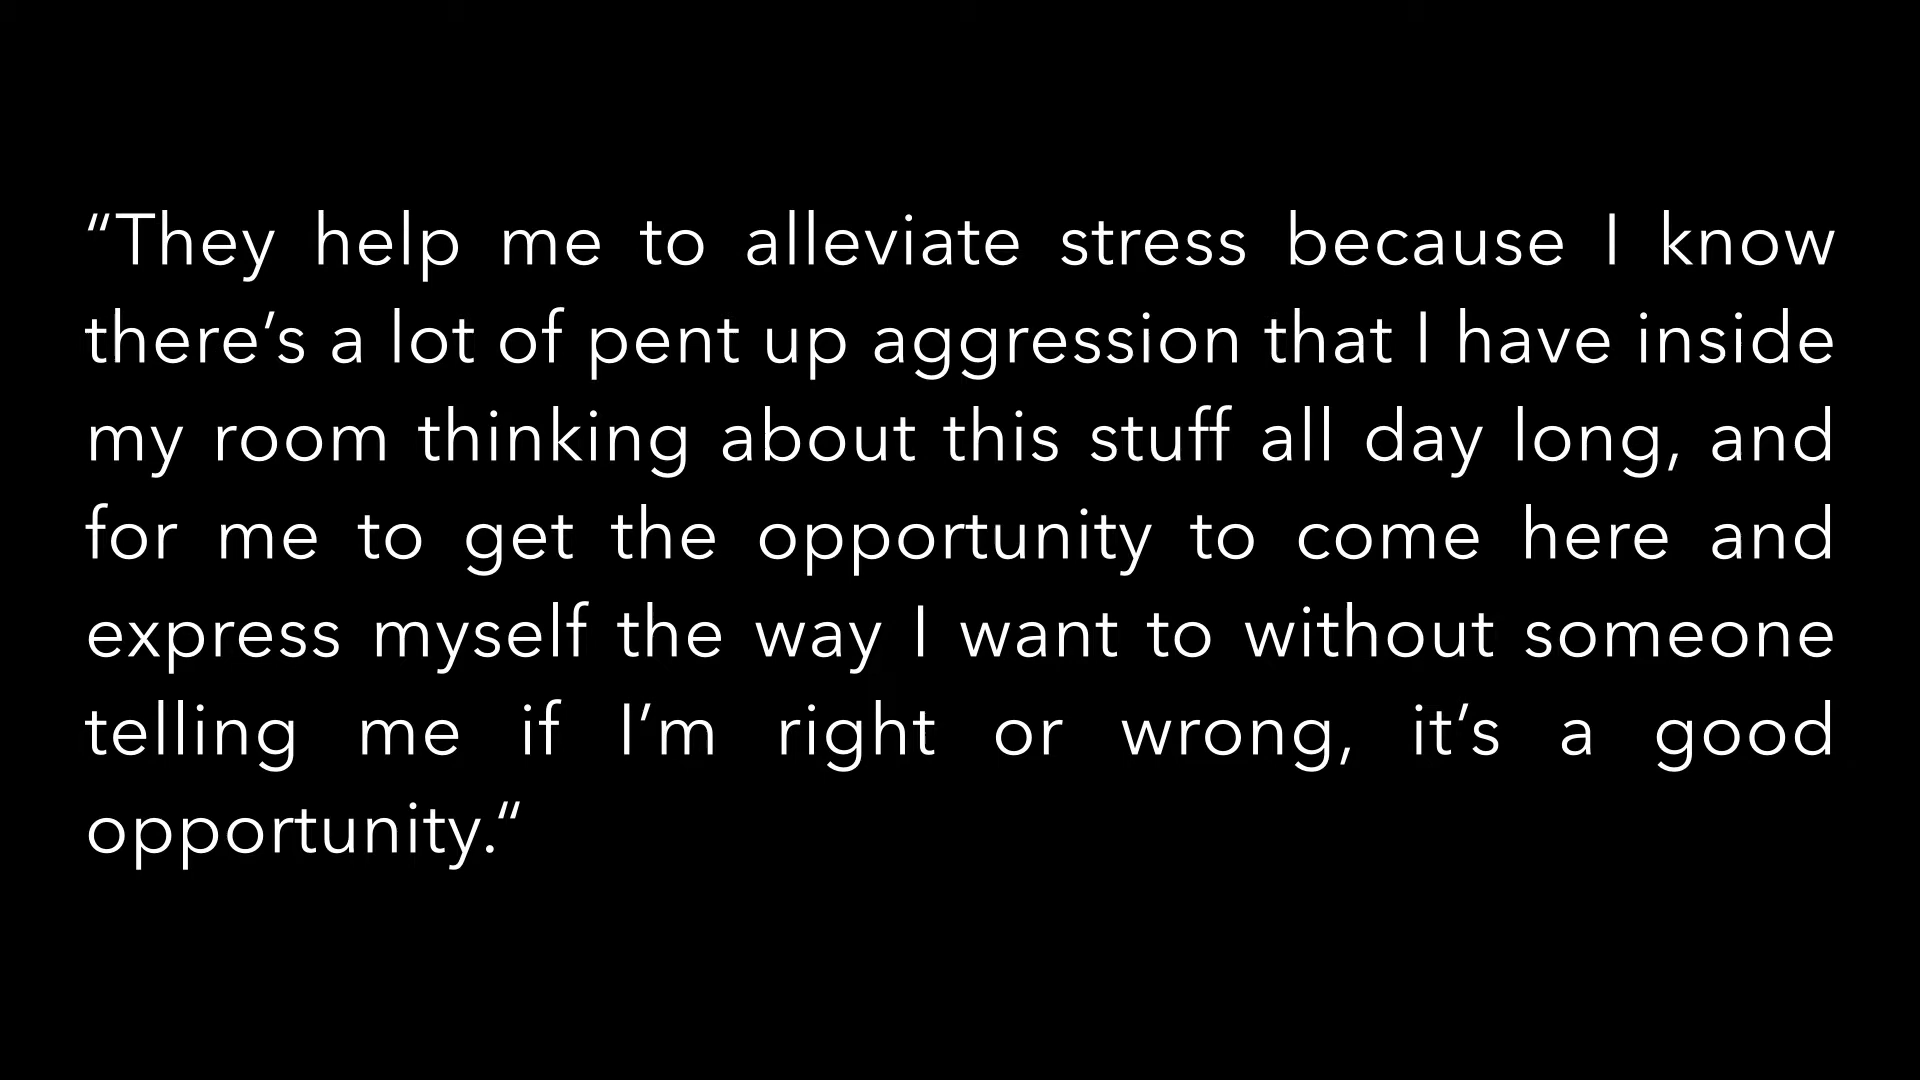 “They help me to alleviate stress because I know
there’s a lot of pent up aggression that I have inside
my room thinking about this stuff all day long, and
for me to get the opportunity to come here and
express myself the way I want to without someone
telling me if I’m right or wrong, it’s a good
opportunity.“